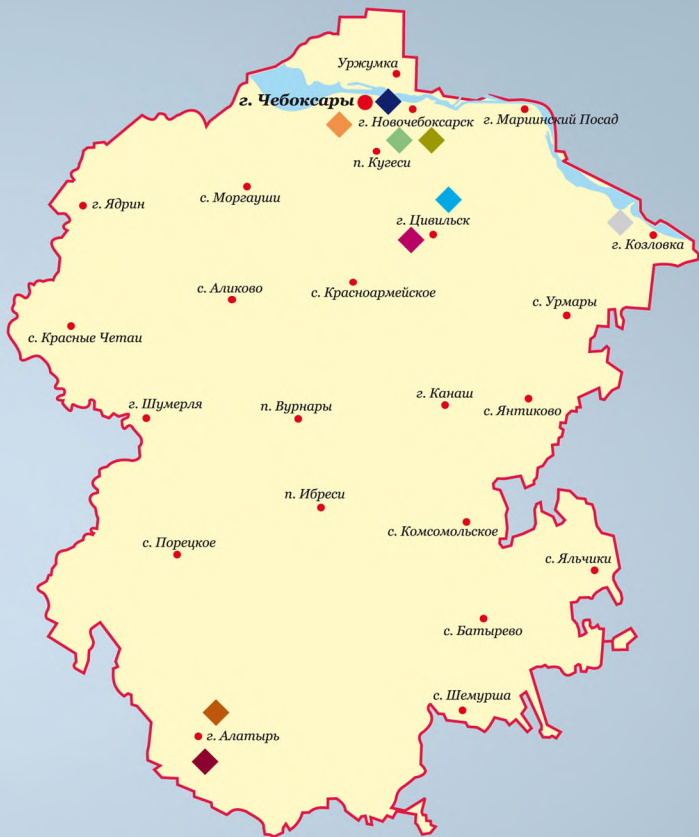 Уржумка
г. Чебоксары
г. Новочебоксарск
г. Мариинский Посад
п. Кугеси
с. Моргауши
г. Ядрин
г. Цивильск
г. Козловка
с. Аликово
с. Красноармейское
с. Урмары
с. Красные Четаи
г. Шумерля
п. Вурнары
г. Канаш
с. Янтиково
п. Ибреси
с. Комсомольское
с. Порецкое
с. Яльчики
с. Батырево
с. Шемурша
г. Алатырь